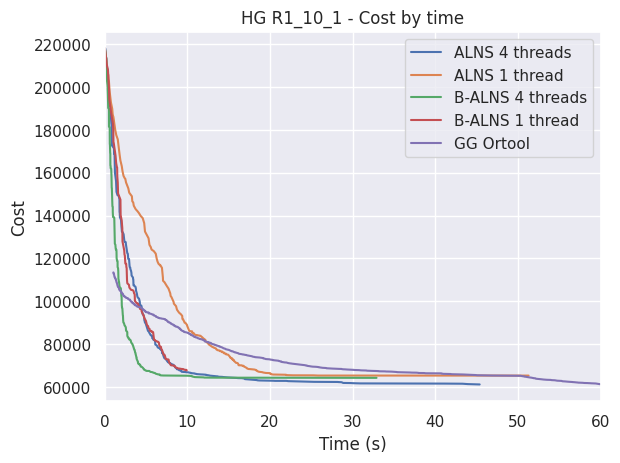 HG R1_10_1 - Cost by time
220000
200000
180000
160000
140000
120000
100000
80000
60000
Cost
ALNS 4 threads
ALNS 1 thread
B-ALNS 4 threads
B-ALNS 1 thread
GG Ortool
0 10 20 30 40 50 60
Time (s)